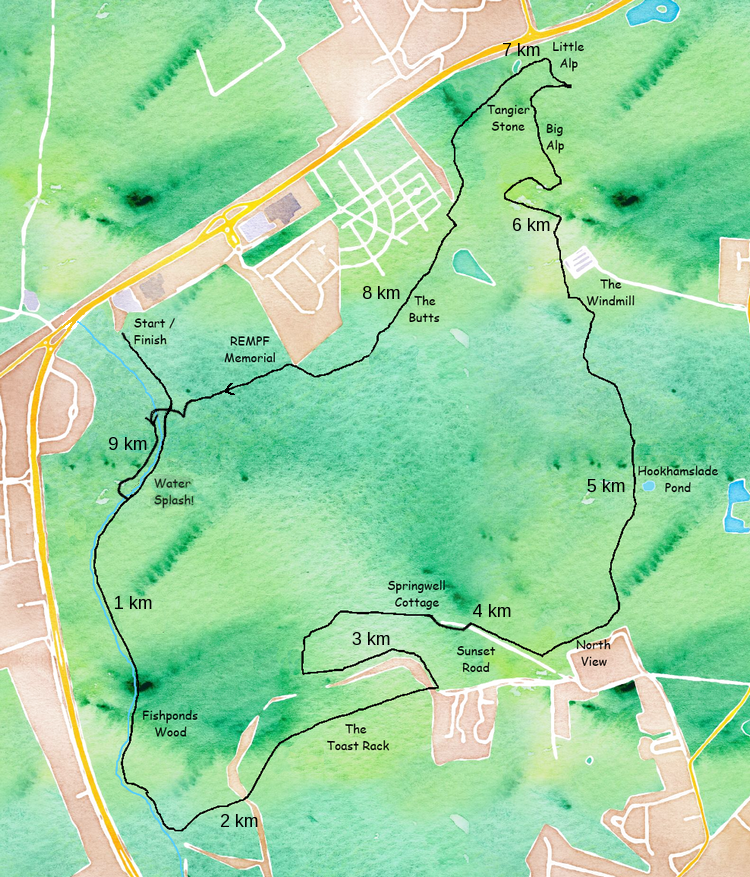 7 km
Little
Alp
Tangier
Stone
Big
Alp
6 km
The
Windmill
8 km
The
Butts
Start /
Finish
REMPF
Memorial
9 km
Water
Splash!
Hookhamslade
Pond
5 km
1 km
Springwell
Cottage
4 km
3 km
Sunset
Road
North
View
Fishponds
Wood
The
Toast Rack
2 km